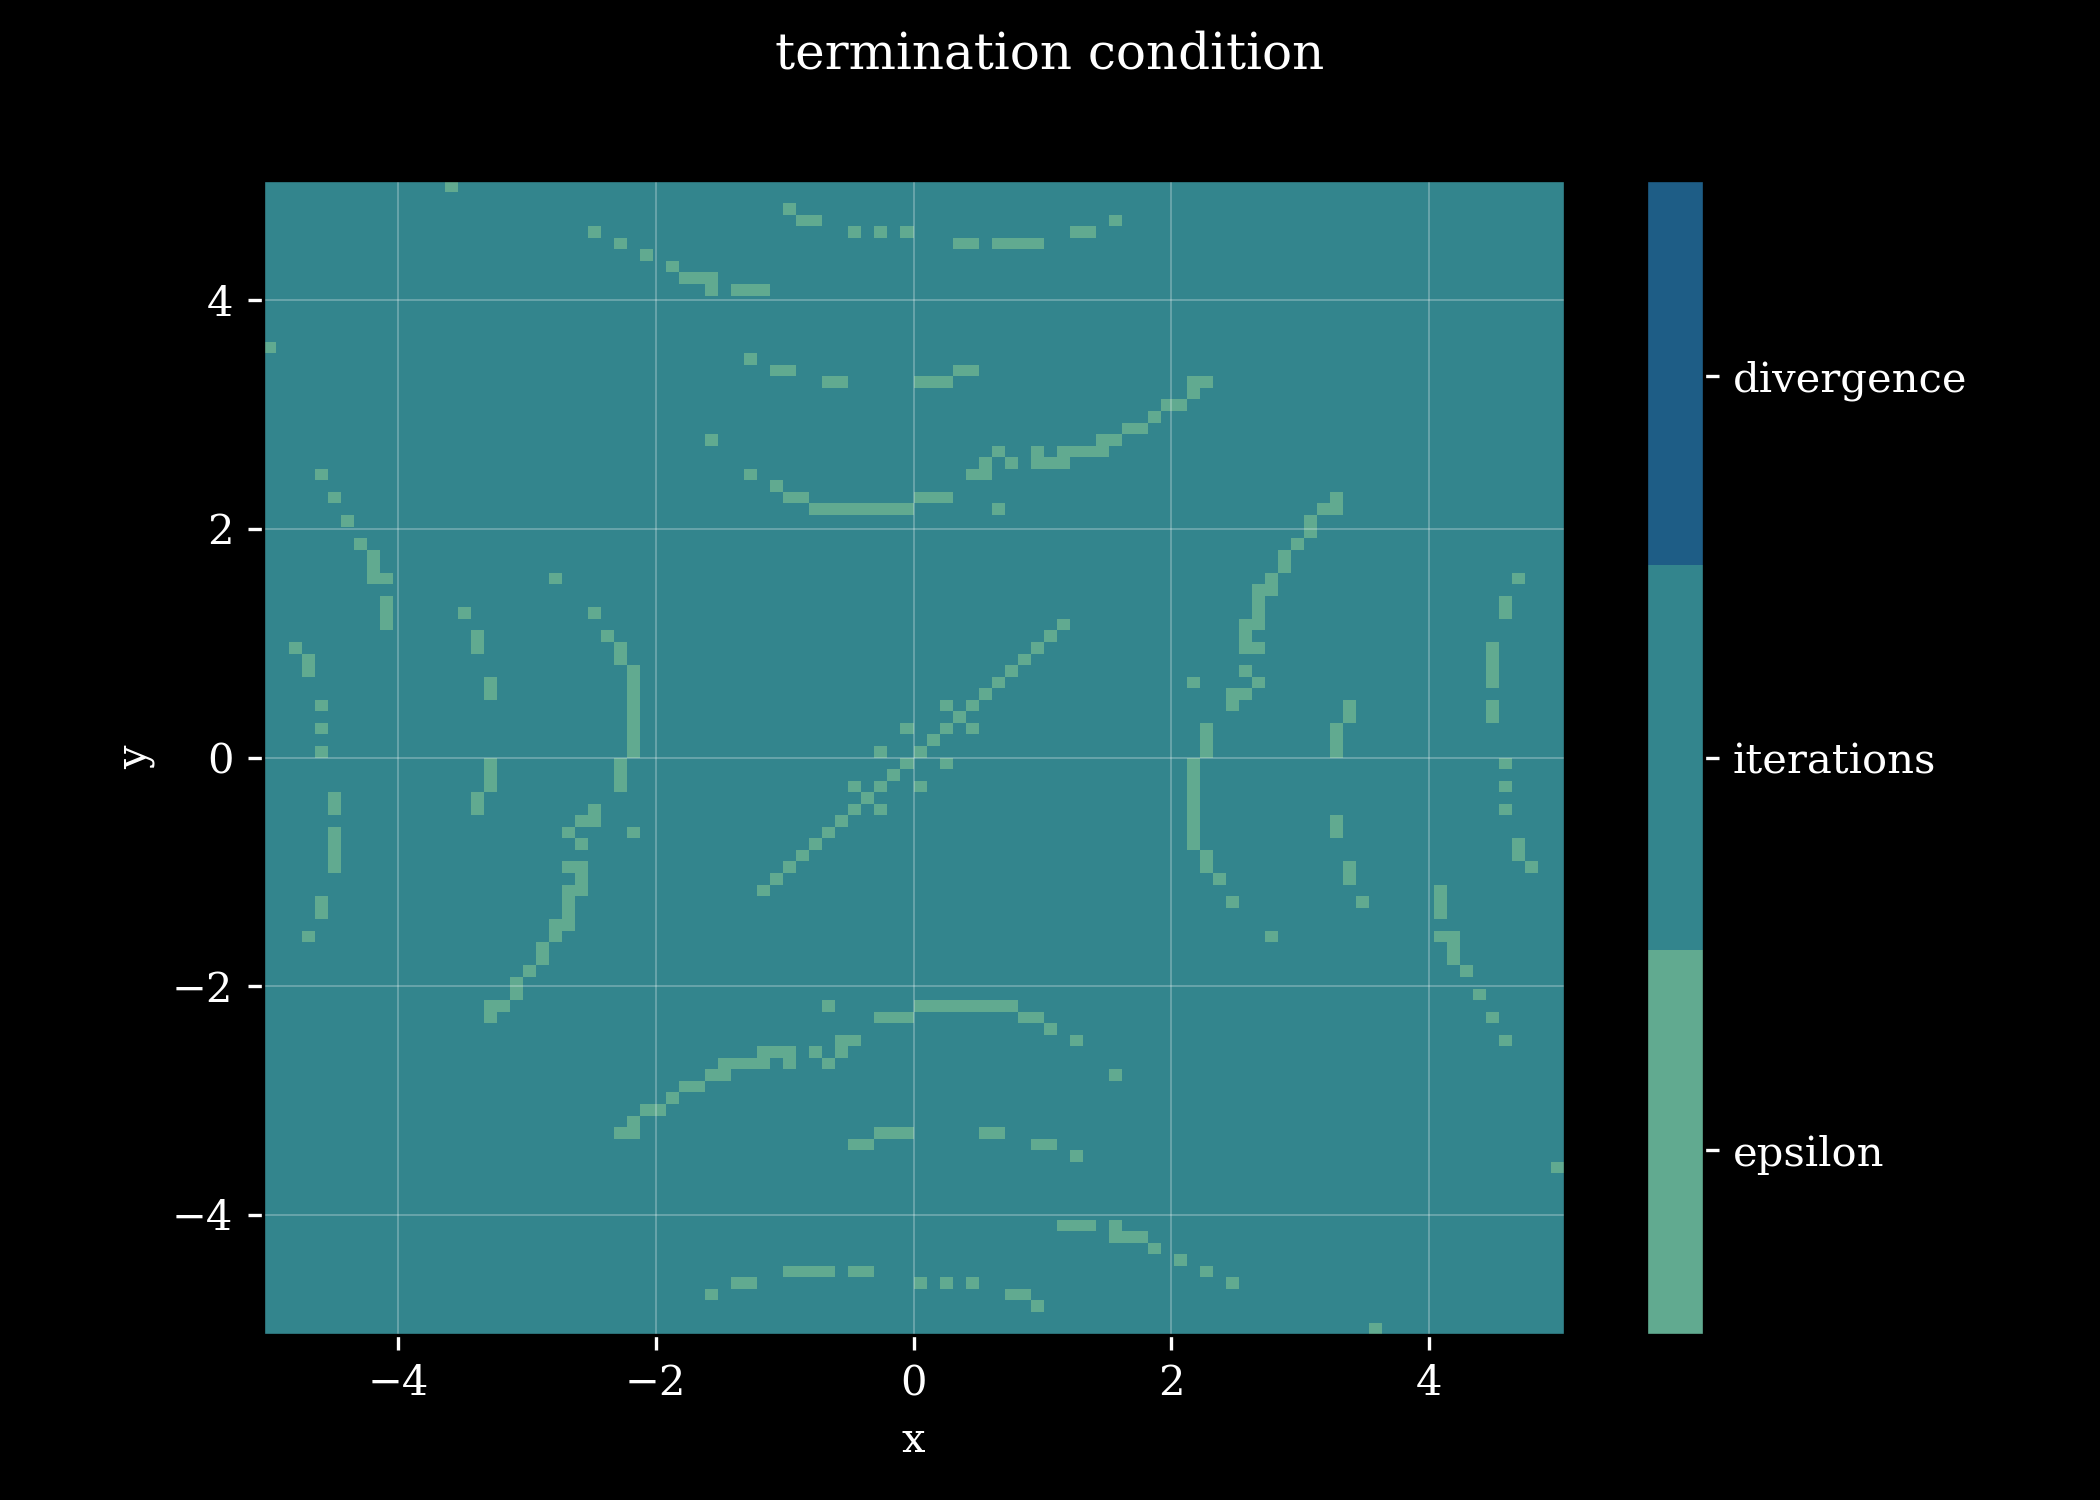 termination condition
4
2
0
−2
−4
y
−4
−2
0
2
4
x
divergence
iterations
epsilon